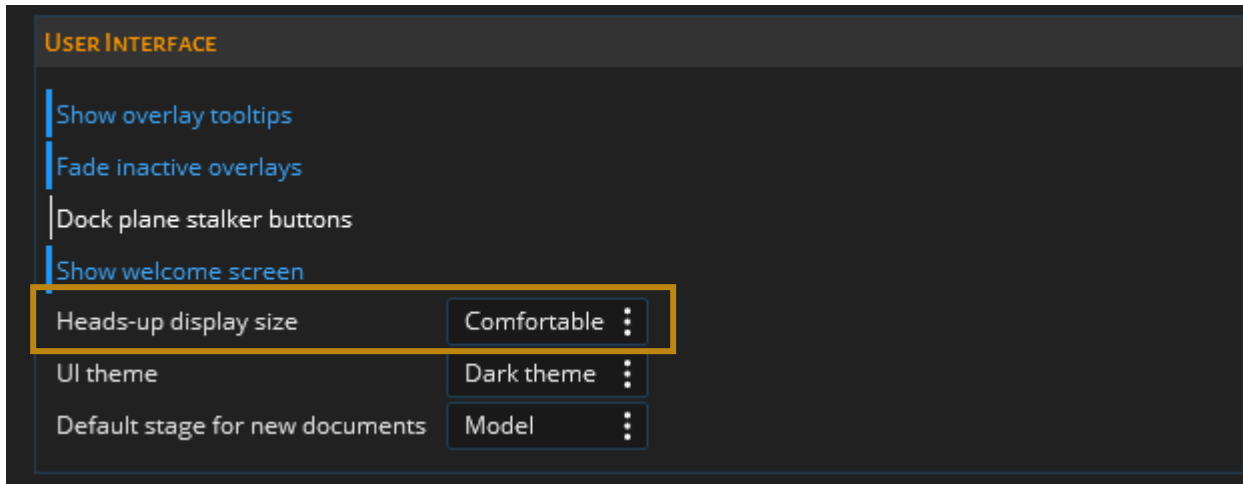 USER INTERFACE
Show overlay tooltips
Fade inactive overlays
Dock plane stalker buttons
Show welcome screen
Heads-up display size Comfortable
UI theme Dark theme
Default stage for new documents Model